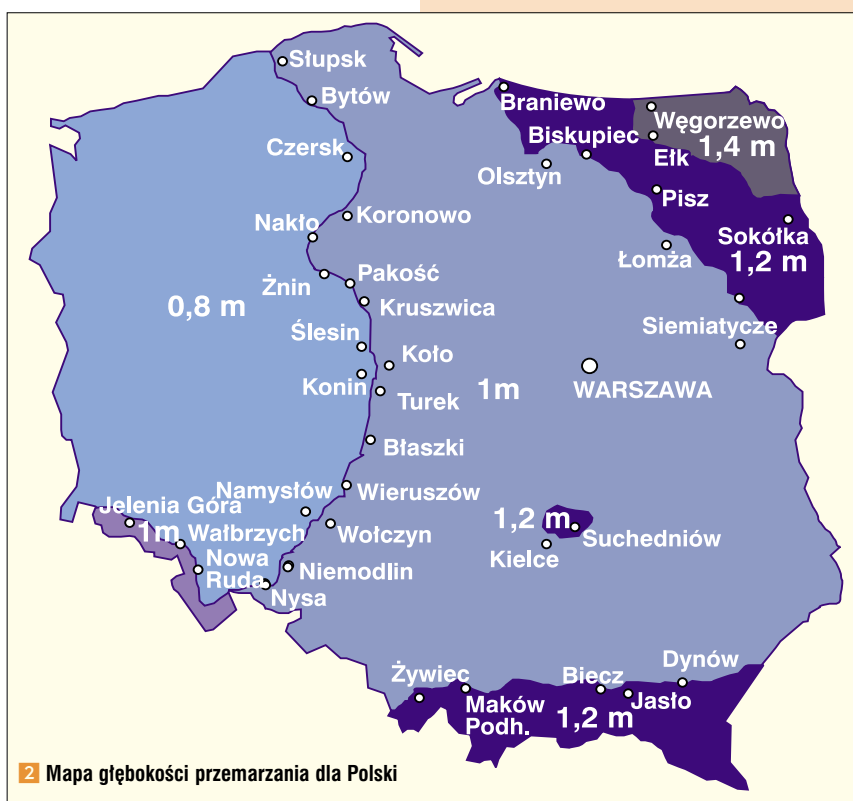 Słupsk
Bytów
Braniewo
Węgorzewo
1,4 m
Biskupiec
Ełk
Czersk
Olsztyn
Pisz
Koronowo
Nakło
Sokółka
1,2 m
Łomża
Pakość
Żnin
0,8 m
Kruszwica
Siemiatycze
Ślesin
Koło
Konin
1m
WARSZAWA
Turek
Błaszki
Namysłów
Wieruszów
Jelenia Góra
1m
Wałbrzych
Wołczyn
1,2 m
Suchedniów
Kielce
Nowa
Ruda
Niemodlin
Nysa
Dynów
Żywiec
Biecz
Maków
Podh.
1,2 m
Jasło
2 Mapa głębokości przemarzania dla Polski